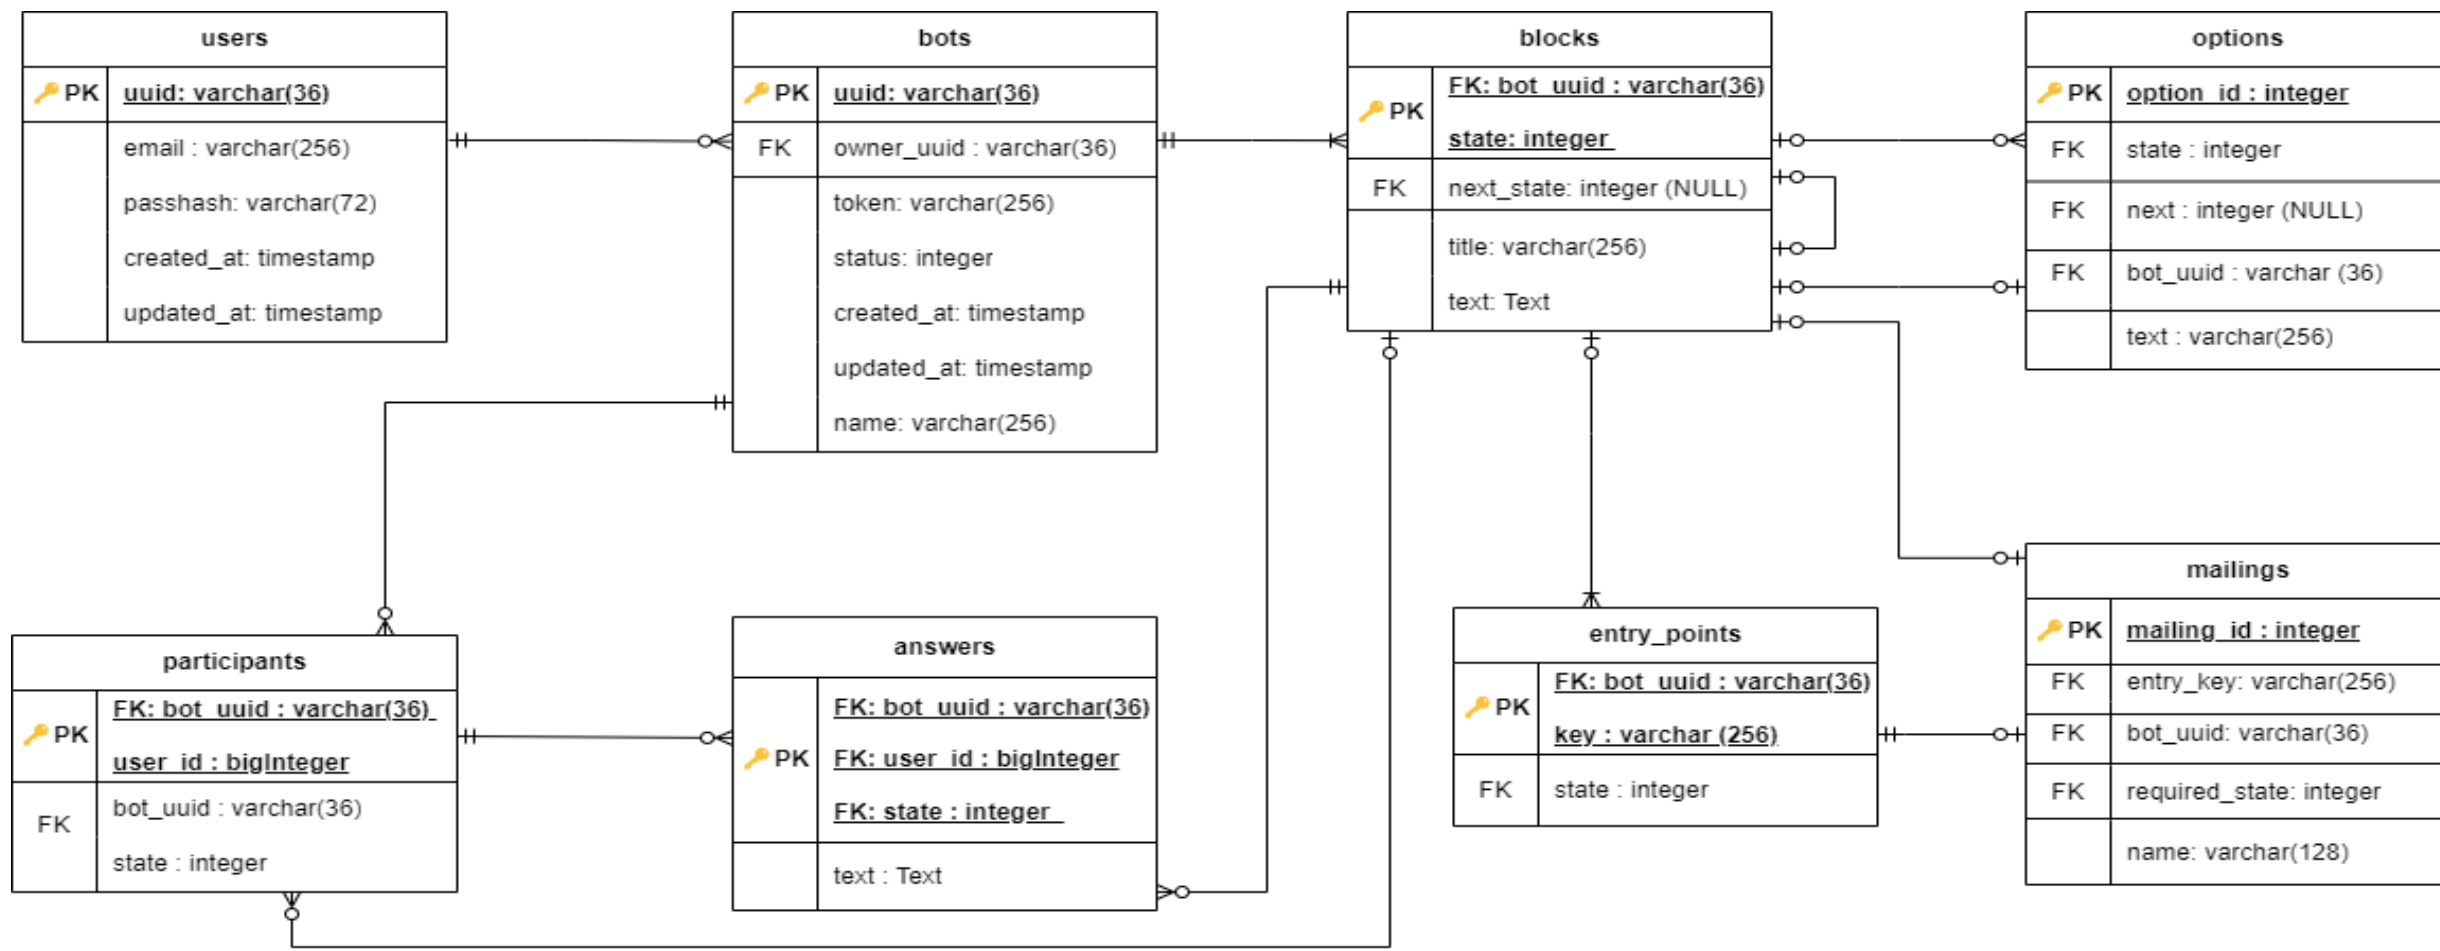 users
PK uuid: varchar(36)
email : varchar(256)
passhash: varchar(72)
created_at: timestamp
updated_at: timestamp
bots
PK uuid: varchar(36)
FK owner_uuid : varchar(36)
token: varchar(256)
status: integer
created_at: timestamp
updated_at: timestamp
name: varchar(256)
blocks
PK
FK: bot_uuid : varchar(36)
state: integer
FK next_state: integer (NULL)
title: varchar(256)
text: Text
options
PK option_id : integer
FK state : integer
FK next : integer (NULL)
FK bot_uuid : varchar (36)
text : varchar(256)
participants
PK
FK: bot_uuid : varchar(36)
user_id : bigInteger
FK
bot_uuid : varchar(36)
state : integer
answers
PK
FK: bot_uuid : varchar(36)
FK: user_id : bigInteger
FK: state : integer
text : Text
entry_points
PK
FK: bot_uuid : varchar(36)
key : varchar (256)
FK state : integer
mailings
PK mailing_id : integer
FK entry_key: varchar(256)
FK bot_uuid: varchar(36)
FK required_state: integer
name: varchar(128)